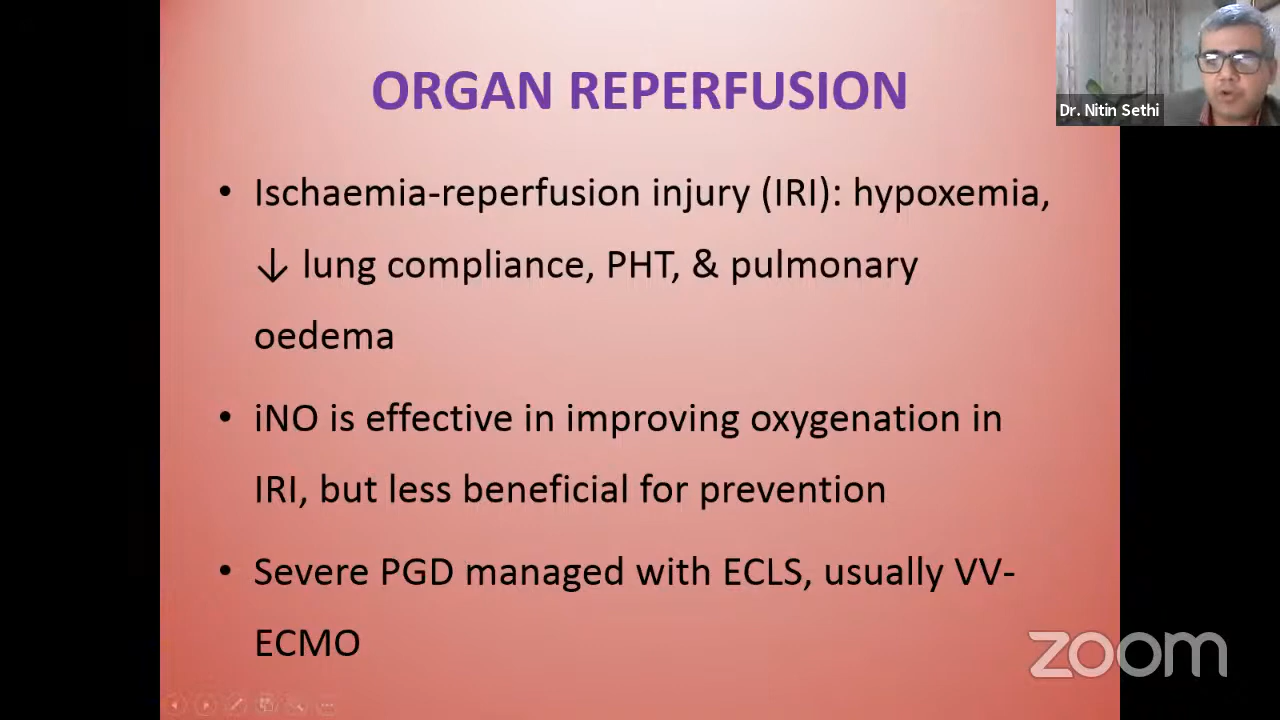 ORGAN REPERFUSION
Dr. Nitin Sethi
• Ischaemia-reperfusion injury (IRI): hypoxemia,
↓ lung compliance, PHT, & pulmonary
oedema
• iNO is effective in improving oxygenation in
IRI, but less beneficial for prevention
• Severe PGD managed with ECLS, usually VV-
ECMO
zoom